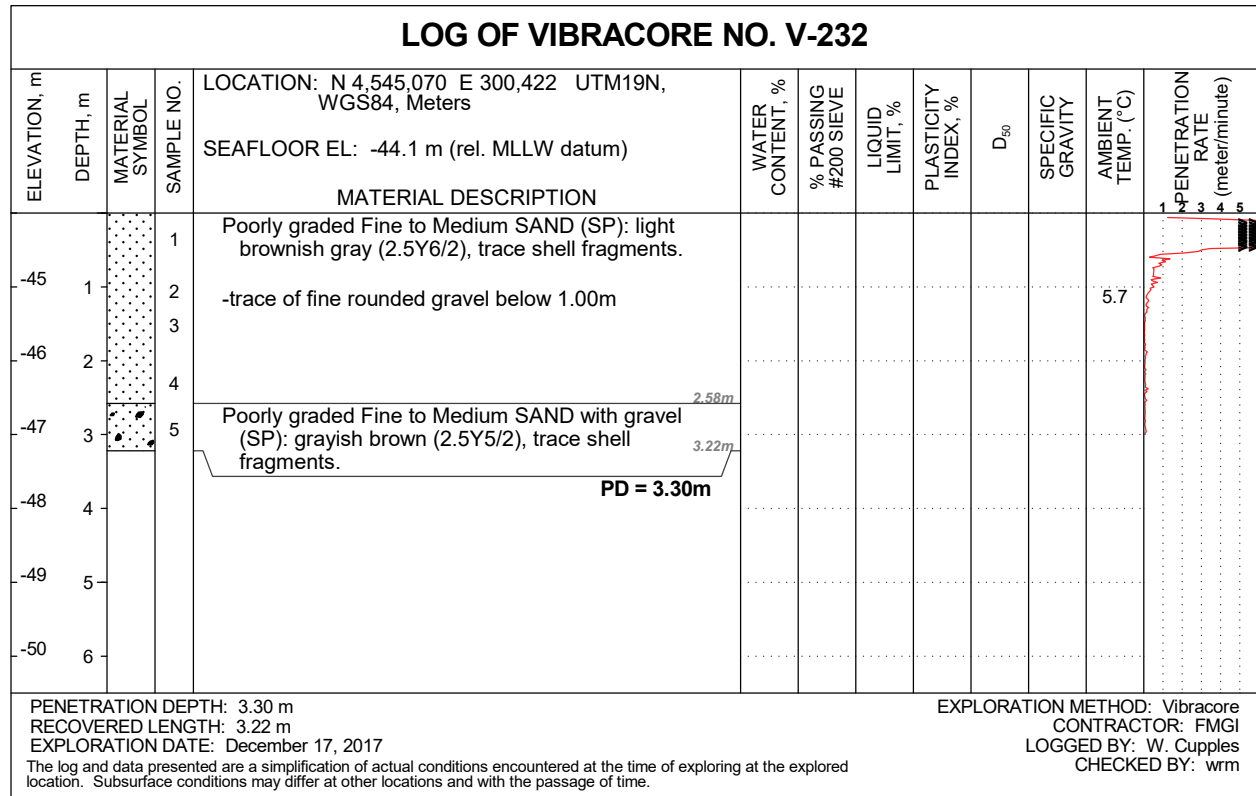 LOG OF VIBRACORE NO. V-232
ELEVATION, m
DEPTH, m
MATERIAL
SYMBOL
SAMPLE NO.
LOCATION: N 4,545,070 E 300,422 UTM19N,
WGS84, Meters
SEAFLOOR EL: -44.1 m (rel. MLLW datum)
MATERIAL DESCRIPTION
WATER
CONTENT, %
% PASSING
#200 SIEVE
LIQUID
LIMIT, %
PLASTICITY
INDEX, %
D50
SPECIFIC
GRAVITY
AMBIENT
TEMP. (°C)
PENETRATION
RATE
(meter/minute)
1 2 3 4 5
Poorly graded Fine to Medium SAND (SP): light
1
brownish gray (2.5Y6/2), trace shell fragments.
-45
1
2
-trace of fine rounded gravel below 1.00m
5.7
3
-46
2
4
2.58m
Poorly graded Fine to Medium SAND with gravel
-47
3
5
(SP): grayish brown (2.5Y5/2), trace shell
3.22m
fragments.
PD = 3.30m
-48
4
-49
5
-50
6
PENETRATION DEPTH: 3.30 m
RECOVERED LENGTH: 3.22 m
EXPLORATION DATE: December 17, 2017
The log and data presented are a simplification of actual conditions encountered at the time of exploring at the explored
location. Subsurface conditions may differ at other locations and with the passage of time.
EXPLORATION METHOD: Vibracore
CONTRACTOR: FMGI
LOGGED BY: W. Cupples
CHECKED BY: wrm